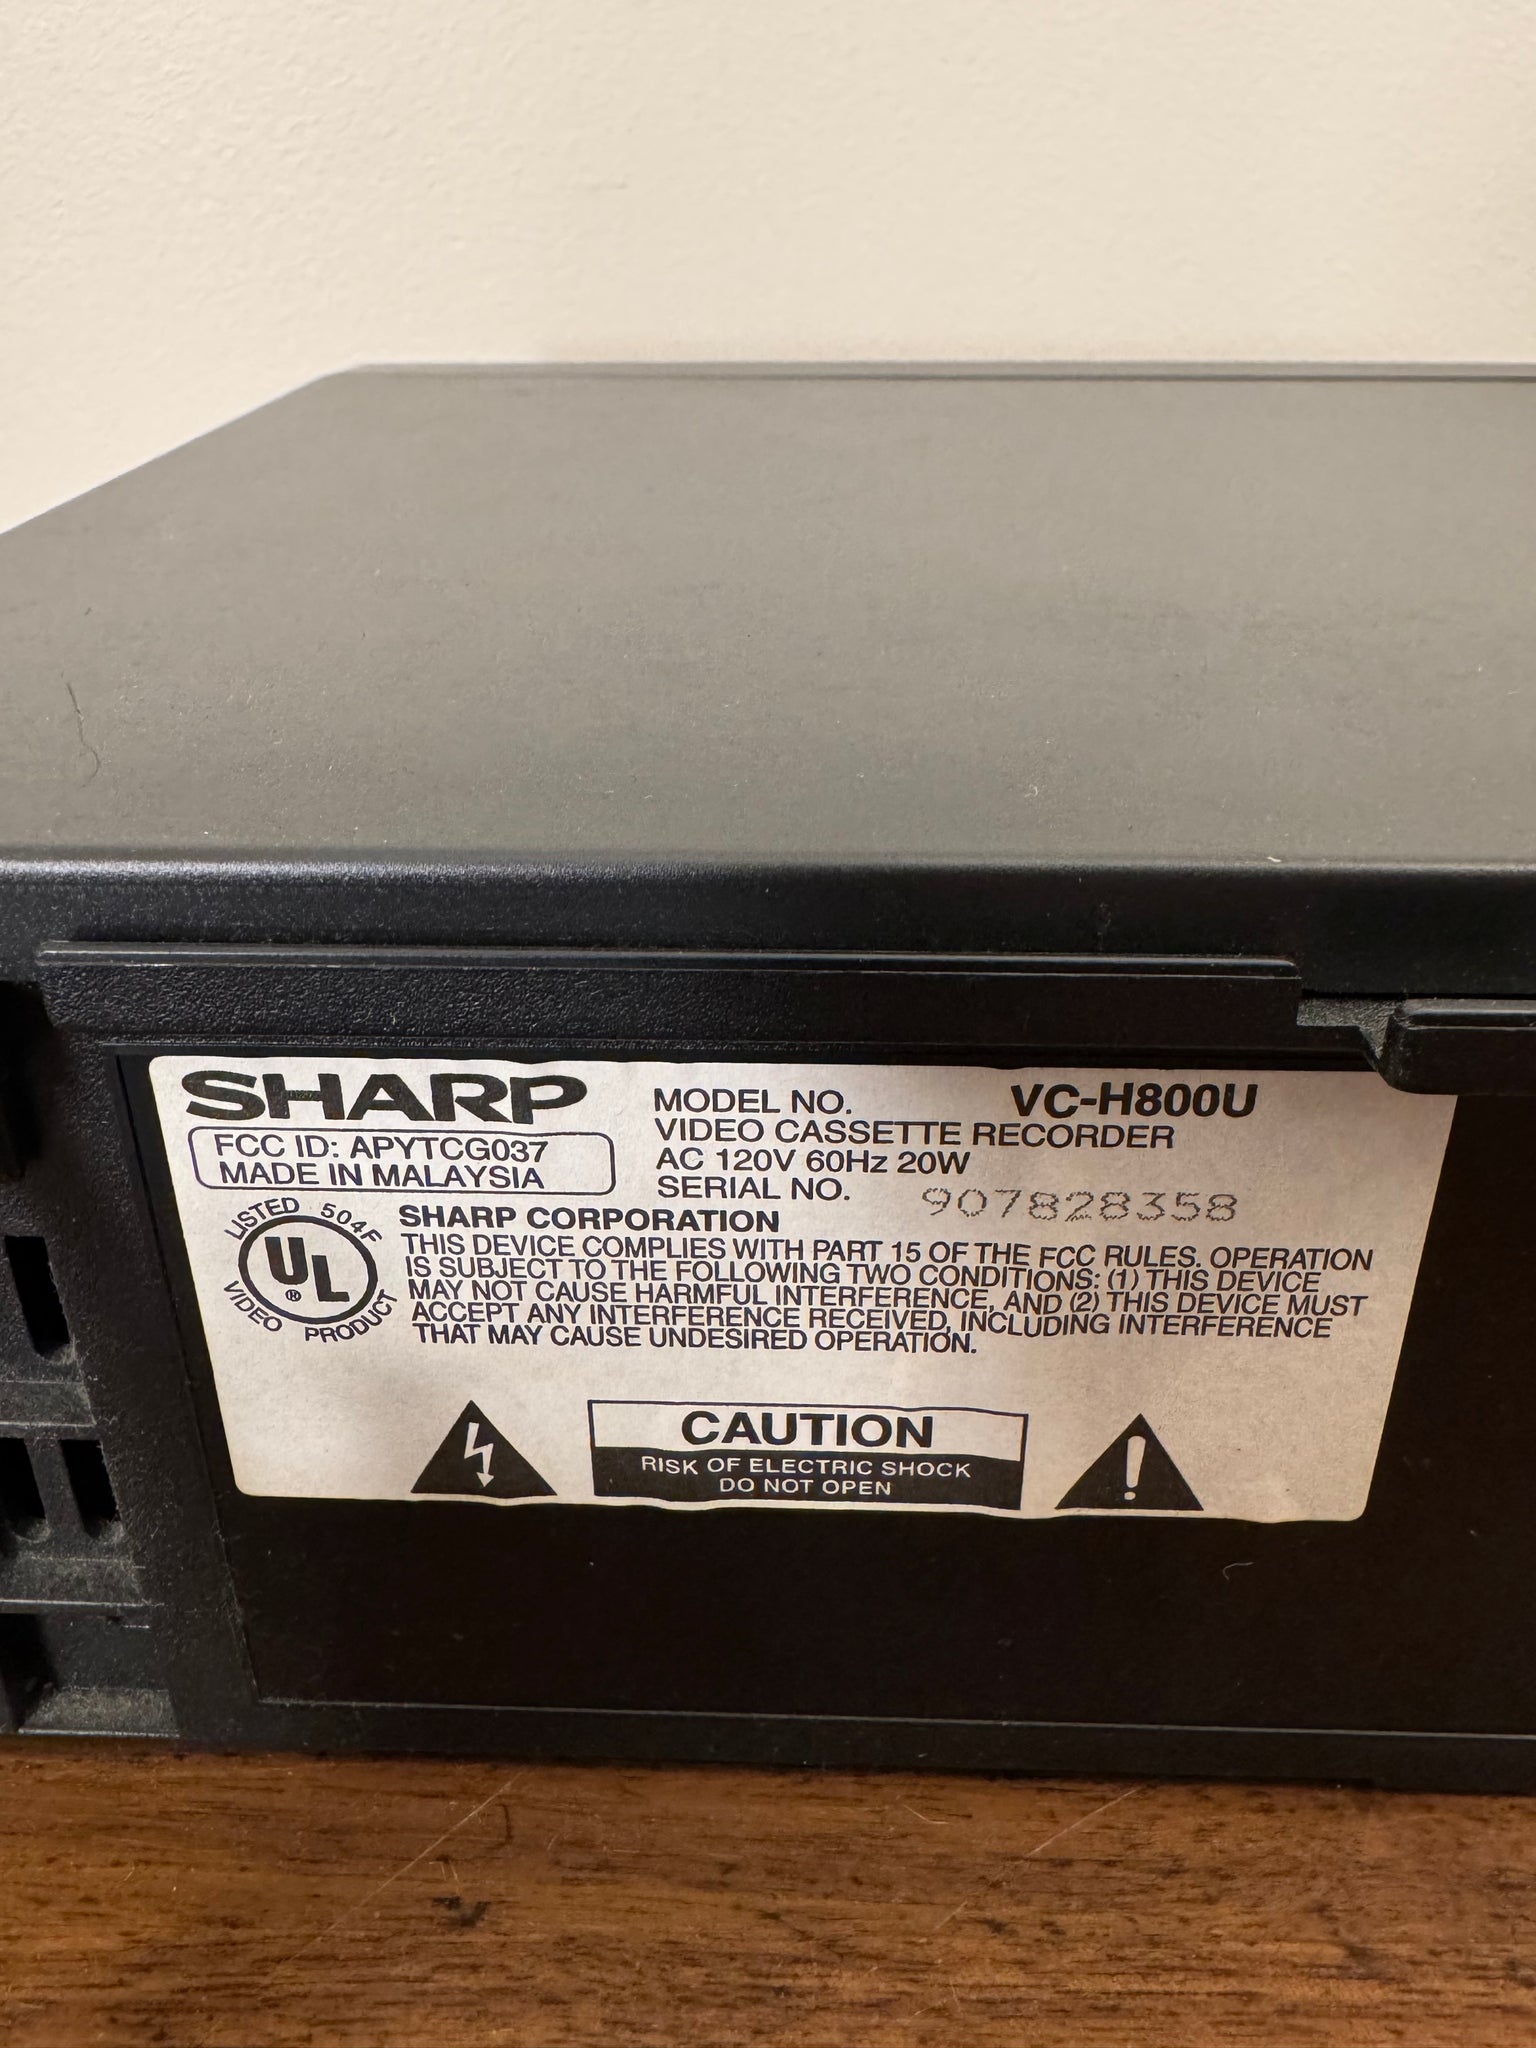 SHARP
FCC ID: APYTCG037
MADE IN MALAYSIA
MODEL NO. VC-H800U
VIDEO CASSETTE RECORDER
AC 120V 60Hz 20W
SERIAL NO. 907828358
LISTED 504F
UL
®
VIDEO PRODUCT
SHARP CORPORATION
THIS DEVICE COMPLIES WITH PART 15 OF THE FCC RULES. OPERATION
IS SUBJECT TO THE FOLLOWING TWO CONDITIONS: (1) THIS DEVICE
MAY NOT CAUSE HARMFUL INTERFERENCE, AND (2) THIS DEVICE MUST
ACCEPT ANY INTERFERENCE RECEIVED, INCLUDING INTERFERENCE
THAT MAY CAUSE UNDESIRED OPERATION.
CAUTION
RISK OF ELECTRIC SHOCK
DO NOT OPEN